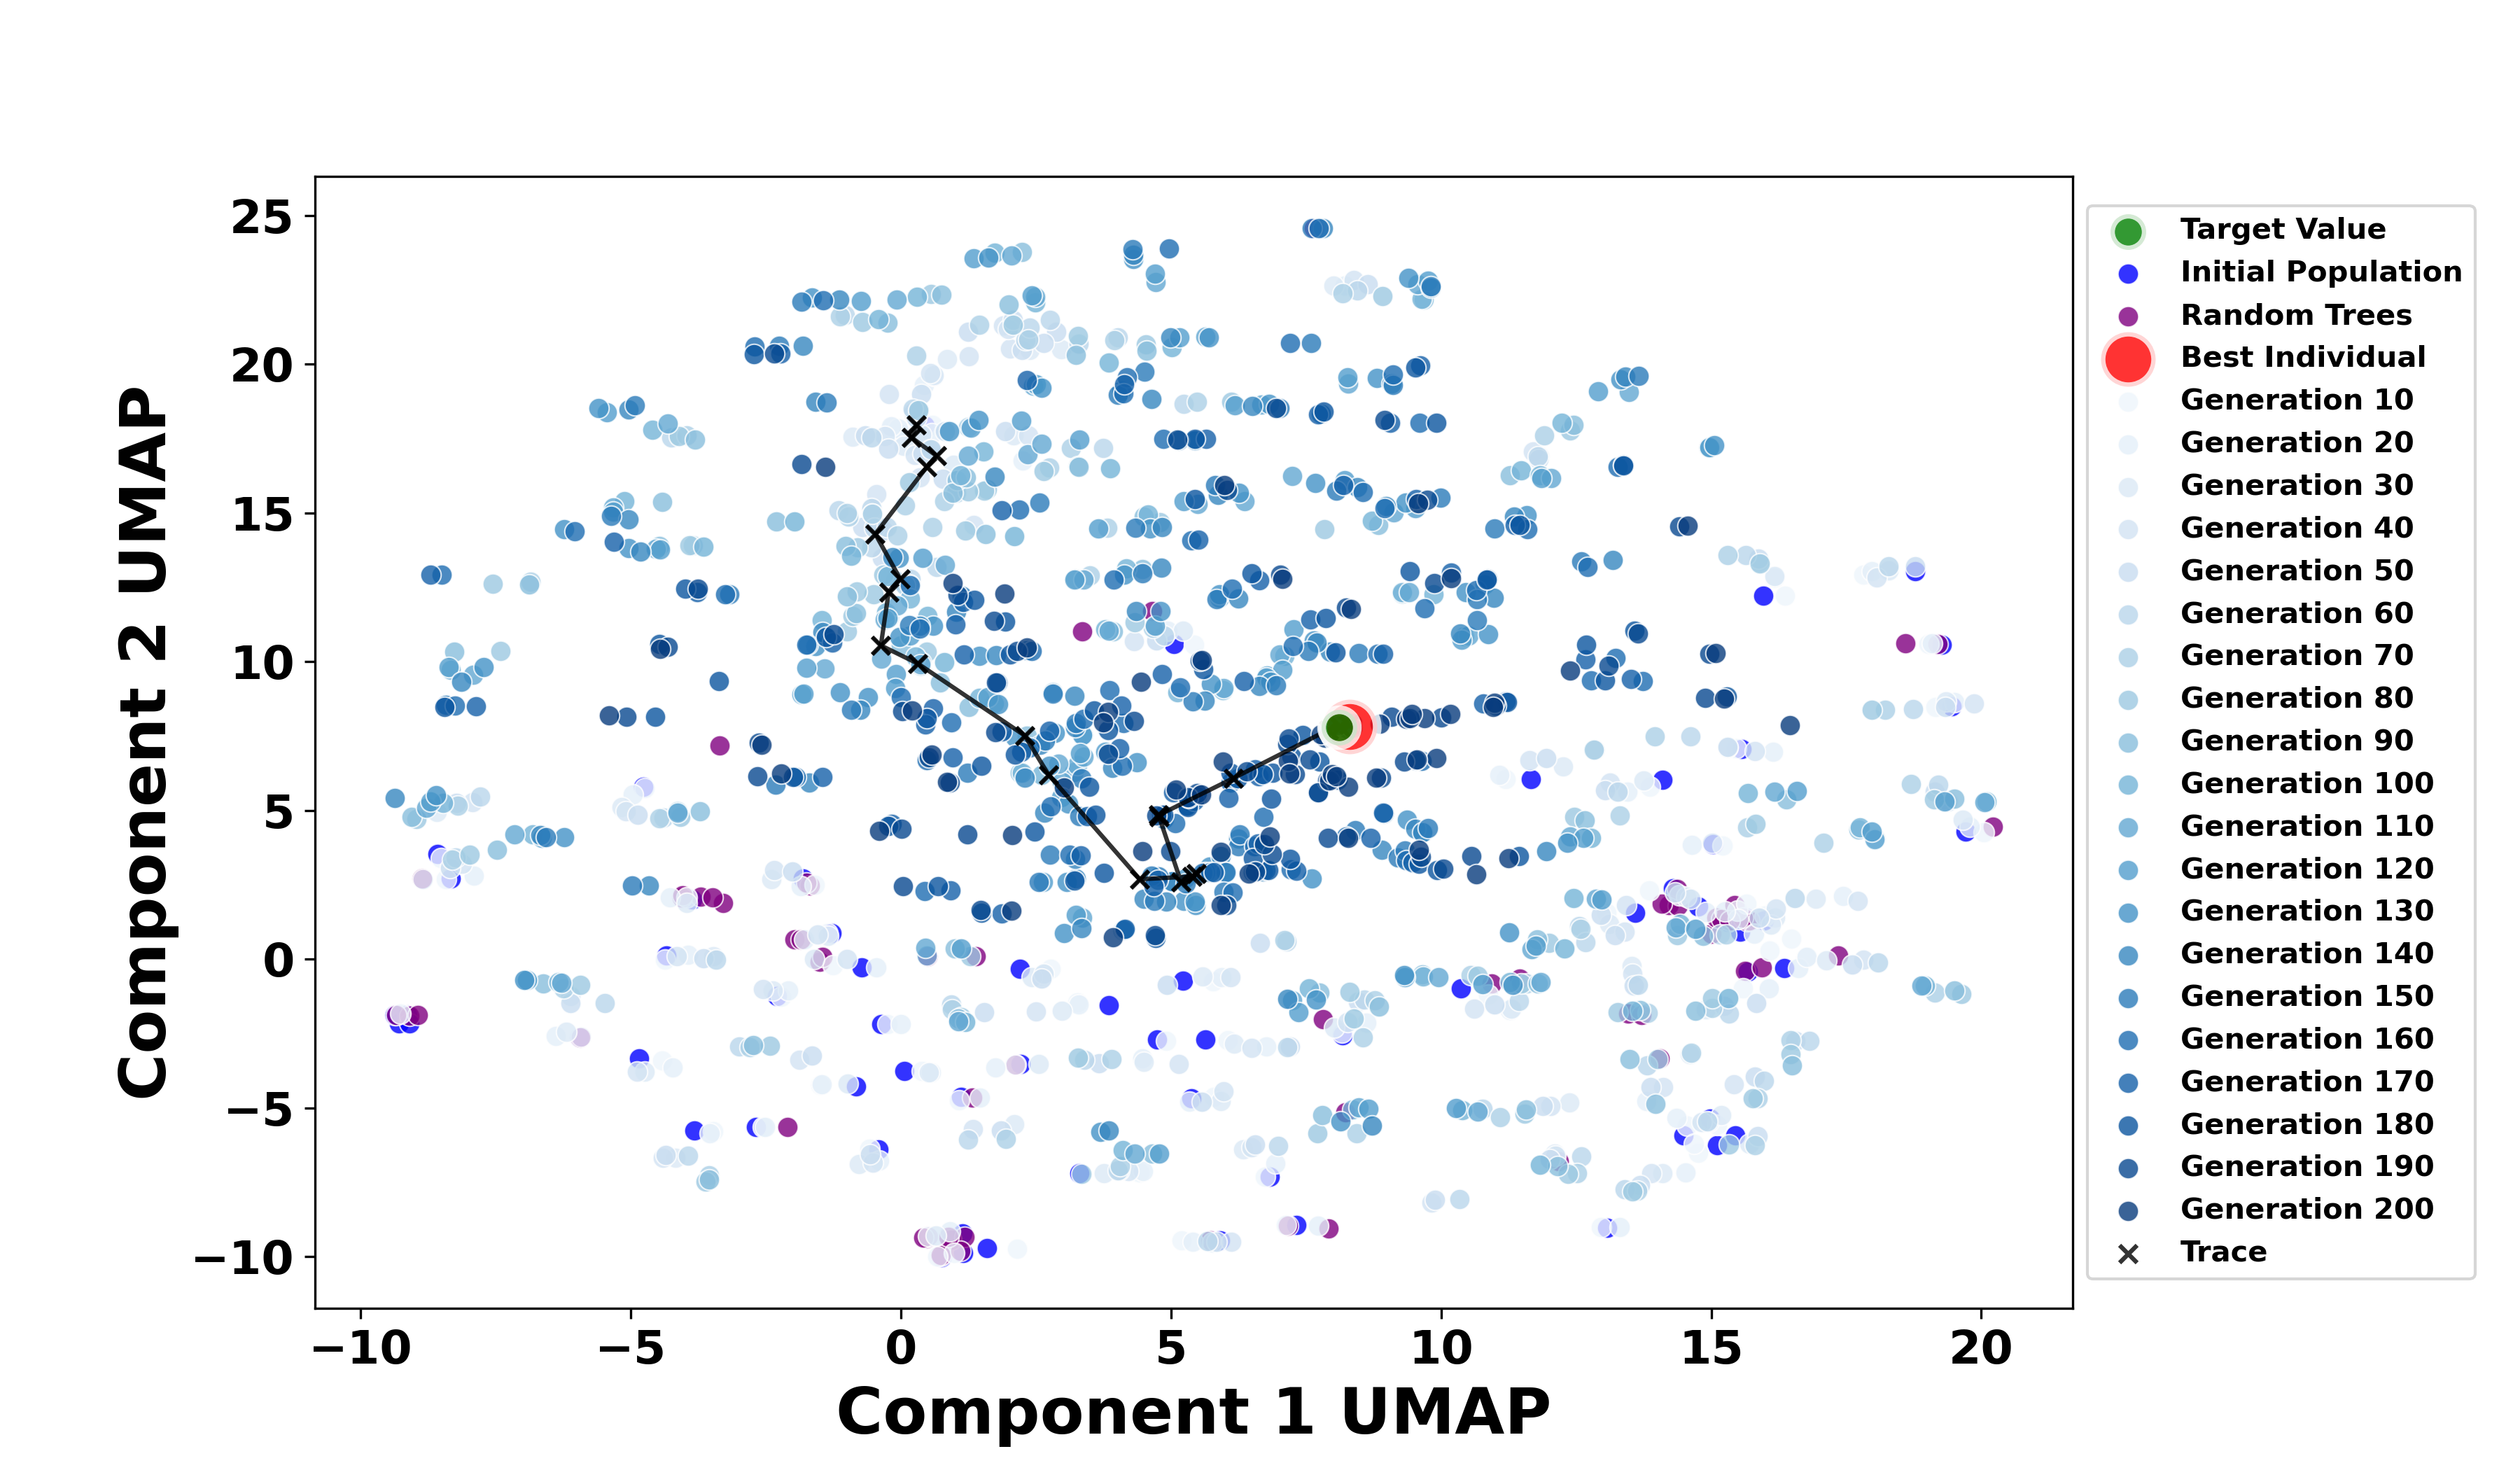 25
20
15
10
5
0
−5
−10
−10
−5
0
5
10
15
20
Component 2 UMAP
Component 1 UMAP
Target Value
Initial Population
Random Trees
Best Individual
Generation 10
Generation 20
Generation 30
Generation 40
Generation 50
Generation 60
Generation 70
Generation 80
Generation 90
Generation 100
Generation 110
Generation 120
Generation 130
Generation 140
Generation 150
Generation 160
Generation 170
Generation 180
Generation 190
Generation 200
Trace